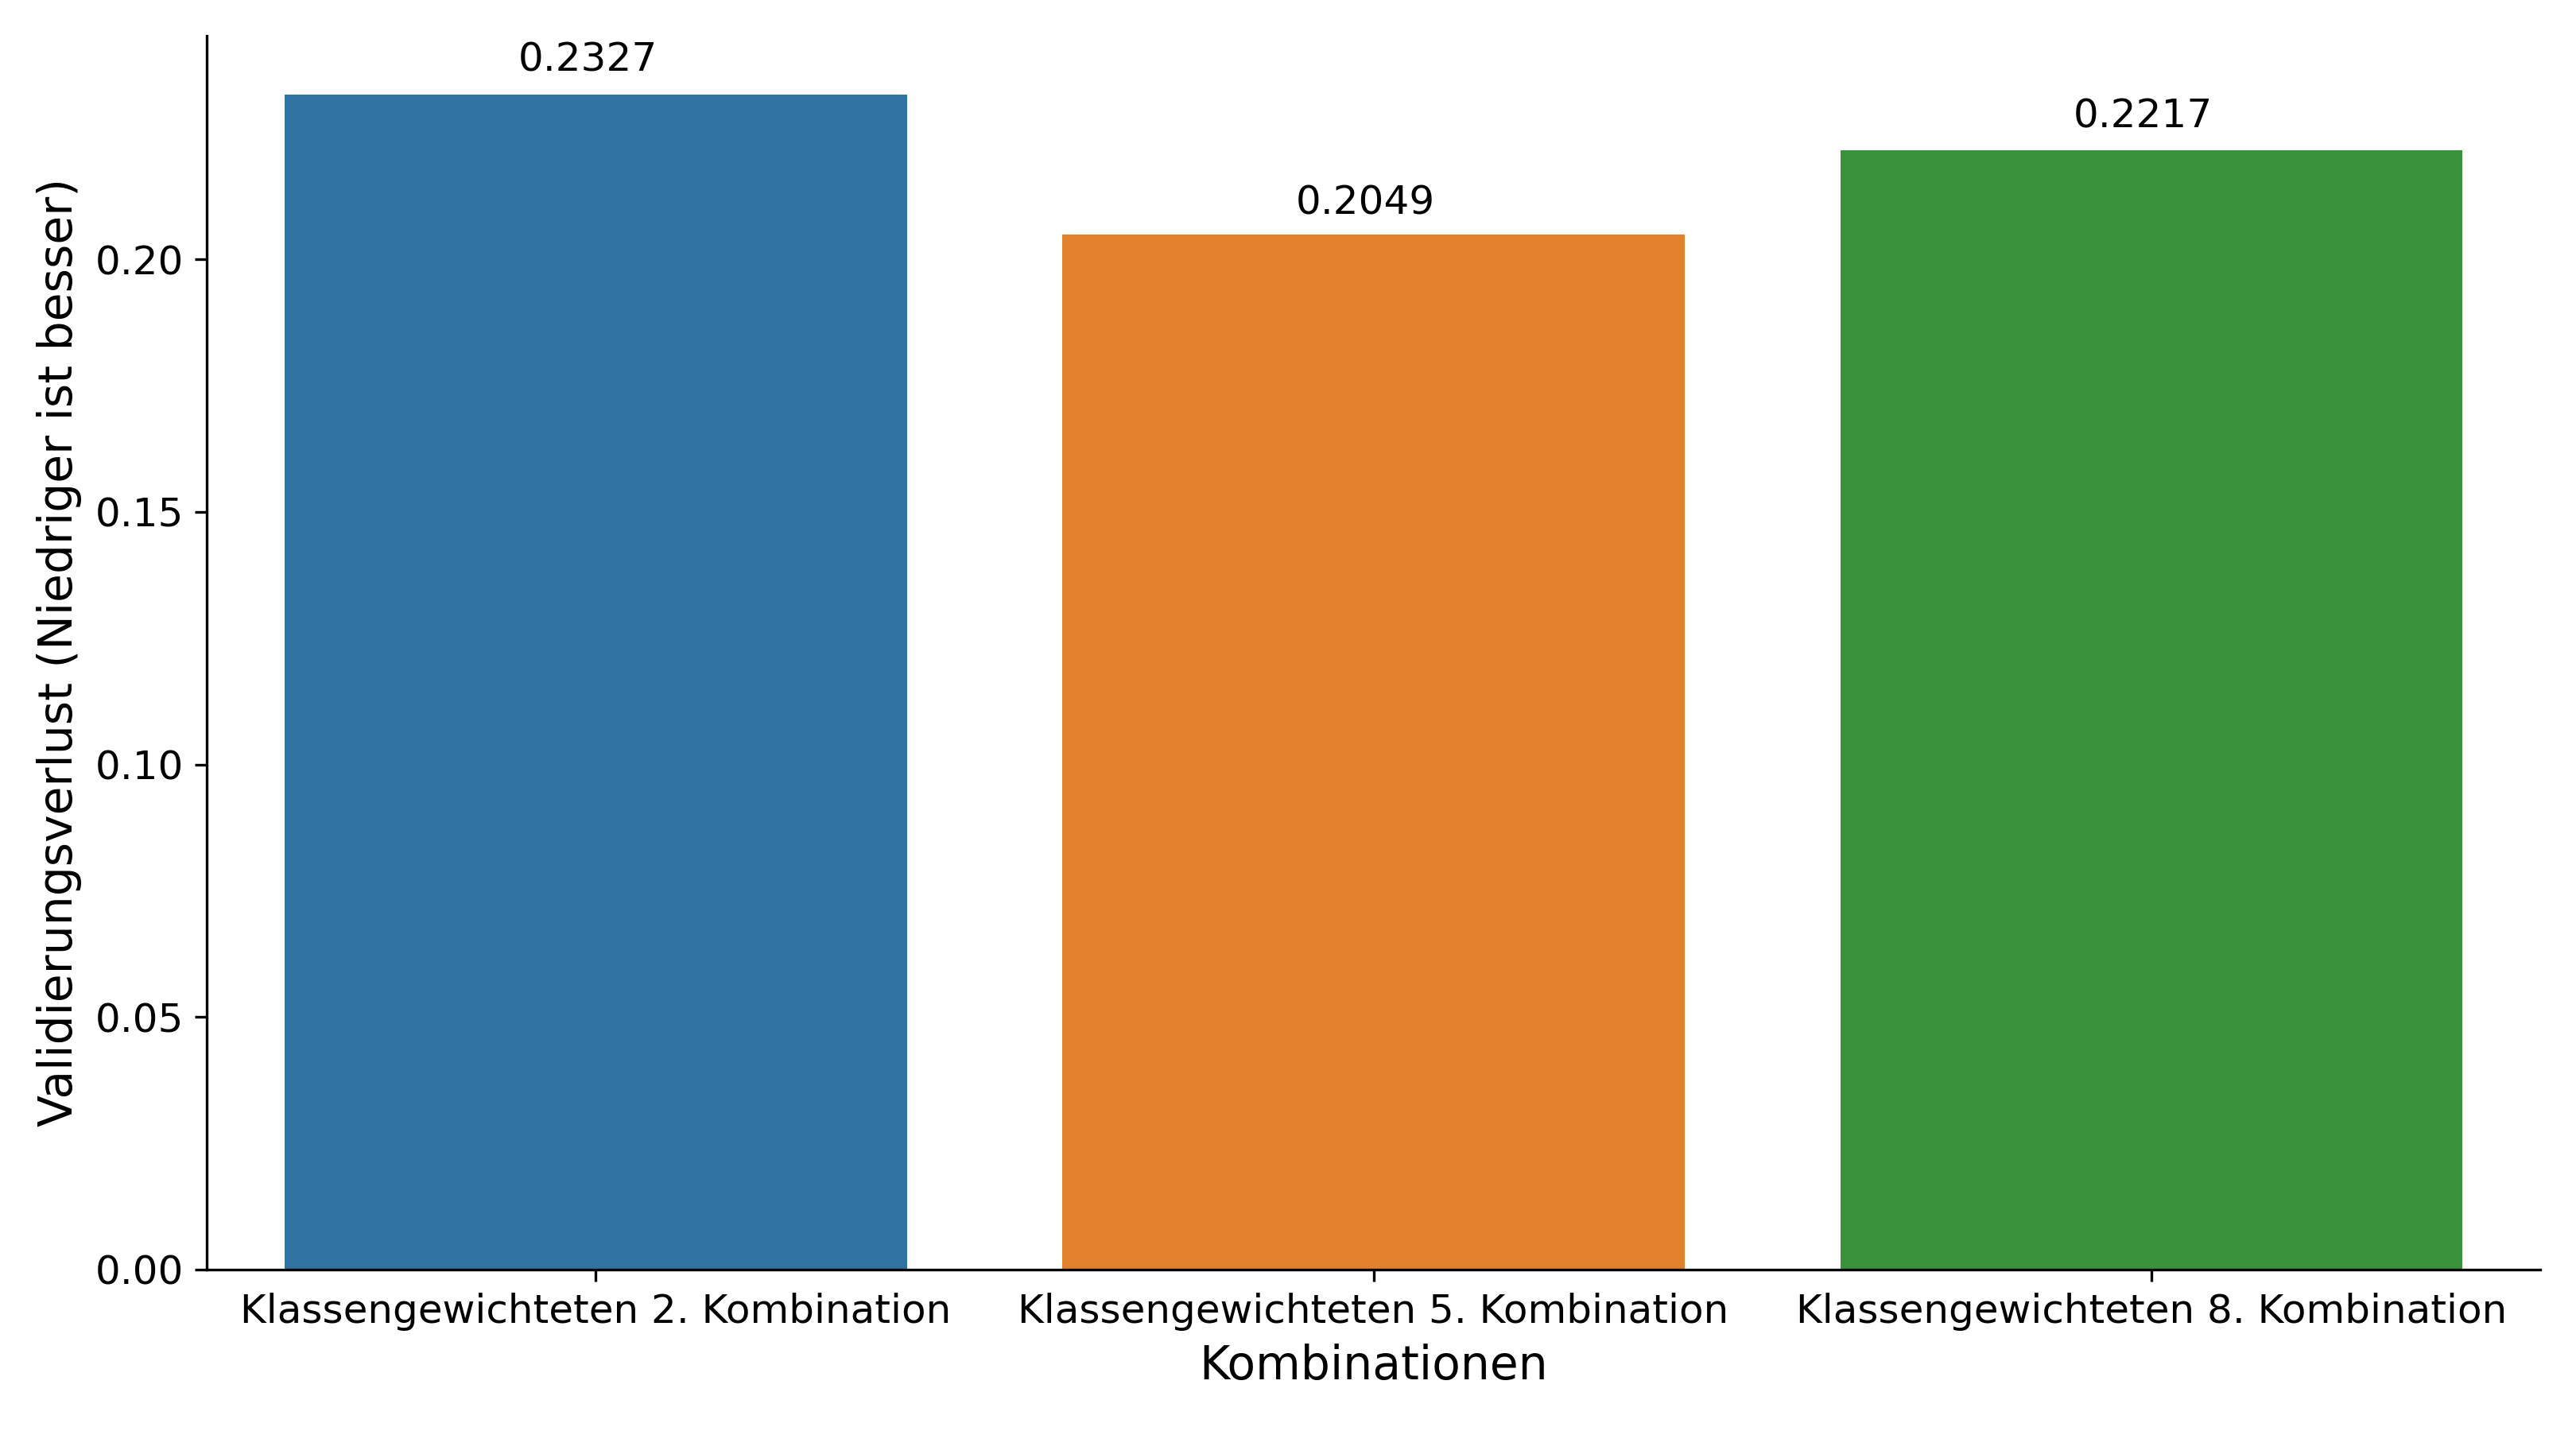 0.2327
0.2049
0.2217
Validierungsverlust (Niedriger ist besser)
0.20
0.15
0.10
0.05
0.00
Klassengewichteten 2. Kombination
Klassengewichteten 5. Kombination
Klassengewichteten 8. Kombination
Kombinationen